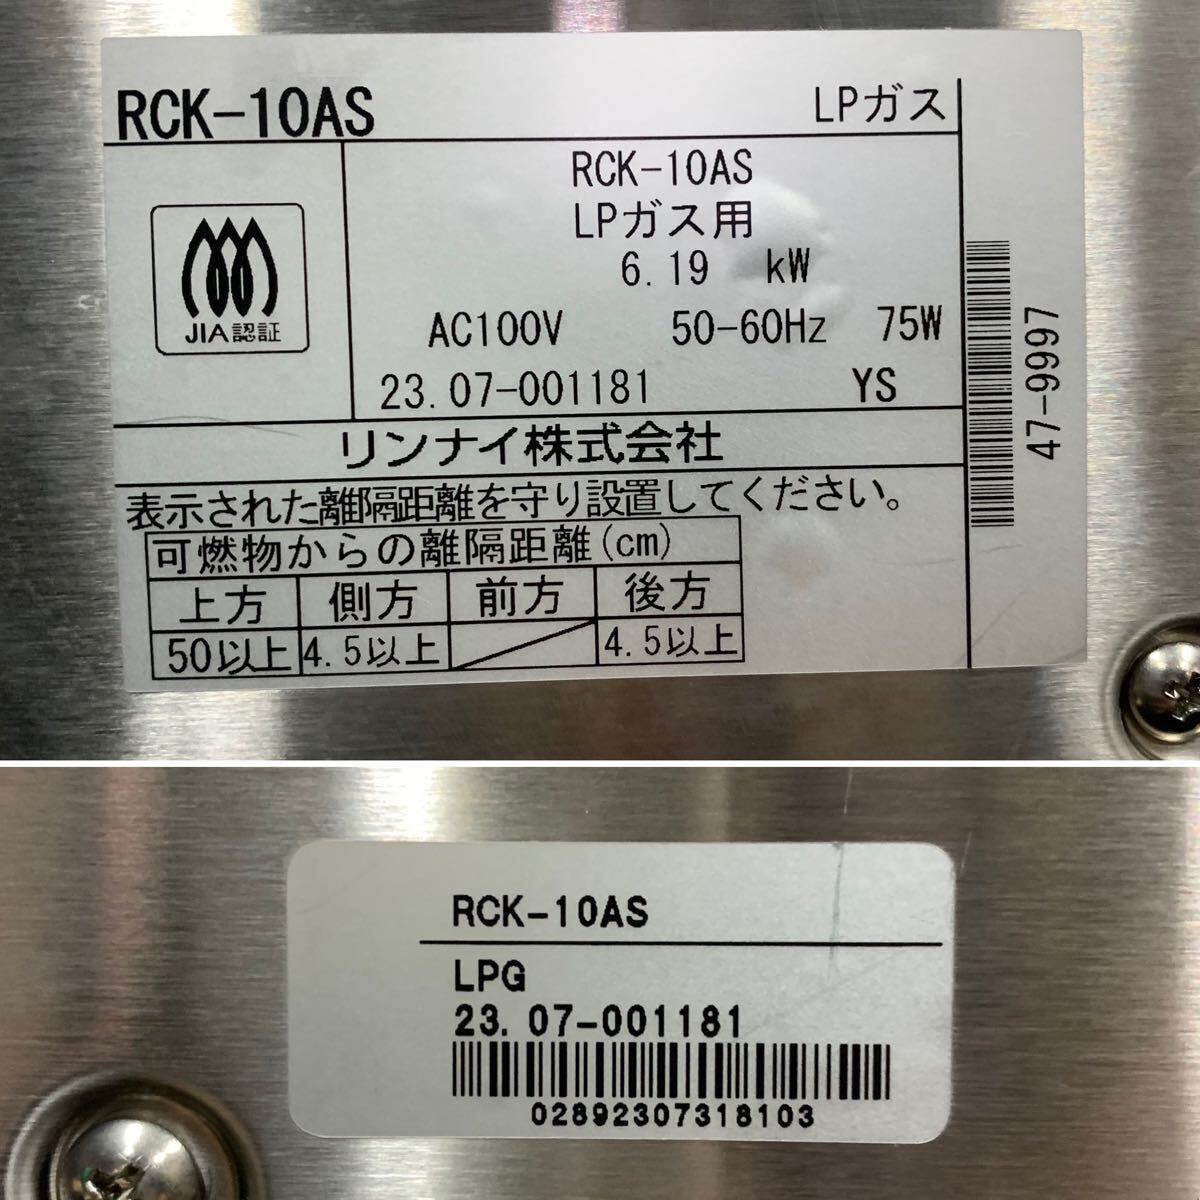 RCK-10AS LPガス
JIA認証
RCK-10AS
LPガス用
6.19 kW
AC100V 50-60Hz 75W
23.07-001181 YS
リンナイ株式会社
47-9997
表示された離隔距離を守り設置してください。
可燃物からの離隔距離(cm)
上方 側方 前方 後方
50以上 4.5以上 4.5以上
RCK-10AS
LPG
23.07-001181
02892307318103